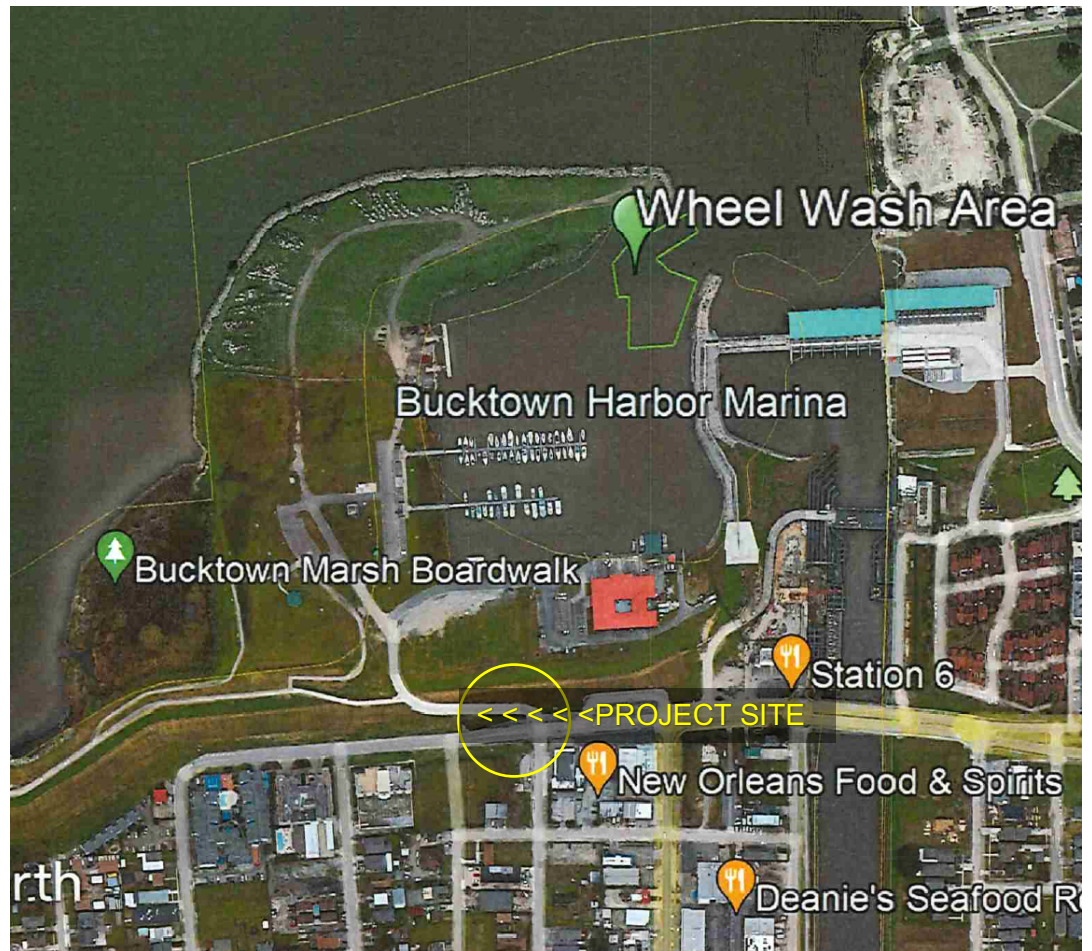 Wheel Wash Area
Bucktown Harbor Marina
Bucktown Marsh Boardwalk
Station 6
< < < < <PROJECT SITE
New Orleans Food & Spirits
rth
Deanie's Seafood R